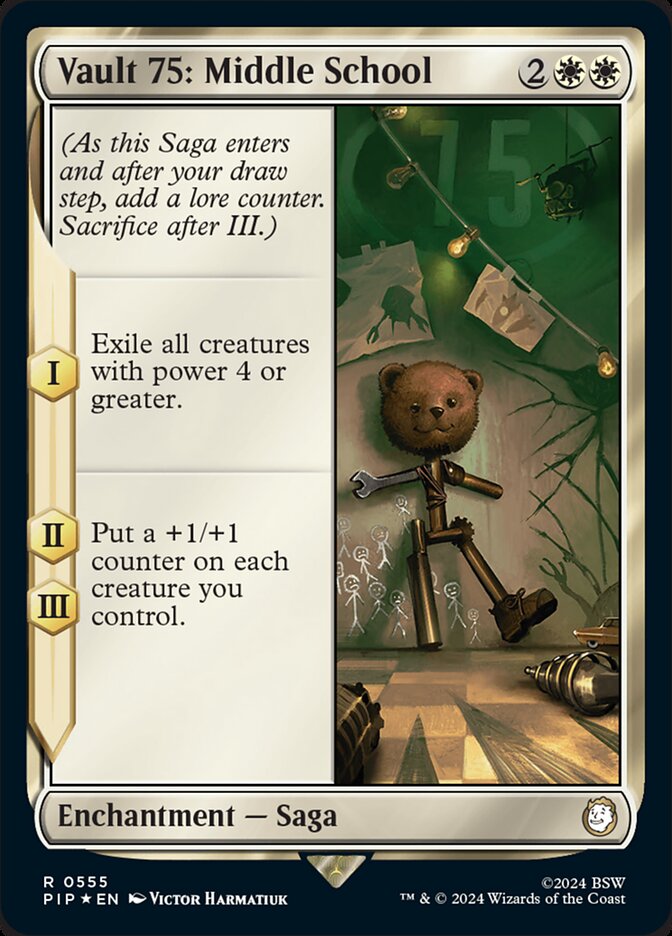 Vault 75: Middle School 2
(As this Saga enters
and after your draw
step, add a lore counter.
Sacrifice after III.)
75
I
Exile all creatures
with power 4 or
greater.
II
III
Put a +1/+1
counter on each
creature you
control.
Enchantment — Saga
R 0555
PIP★EN VICTOR HARMATIUK
©2024 BSW
™ & © 2024 Wizards of the Coast